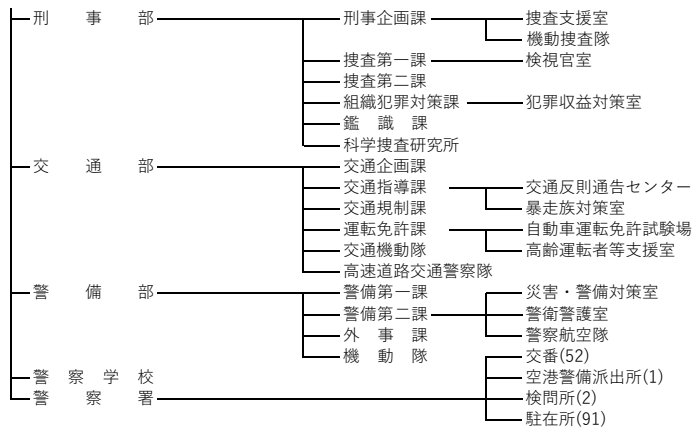 刑事部 刑事企画課 捜査支援室
機動捜査隊
捜査第一課 検視官室
捜査第二課
組織犯罪対策課 犯罪収益対策室
鑑識課
科学捜査研究所
交通部 交通企画課
交通指導課 交通反則通告センター
交通規制課 暴走族対策室
運転免許課 自動車運転免許試験場
交通機動隊 高齢運転者等支援室
高速道路交通警察隊
警備部 警備第一課 災害・警備対策室
警備第二課 警衛警護室
外事課 警察航空隊
機動隊 交番(52)
警察学校 空港警備派出所(1)
警察署 検問所(2)
駐在所(91)